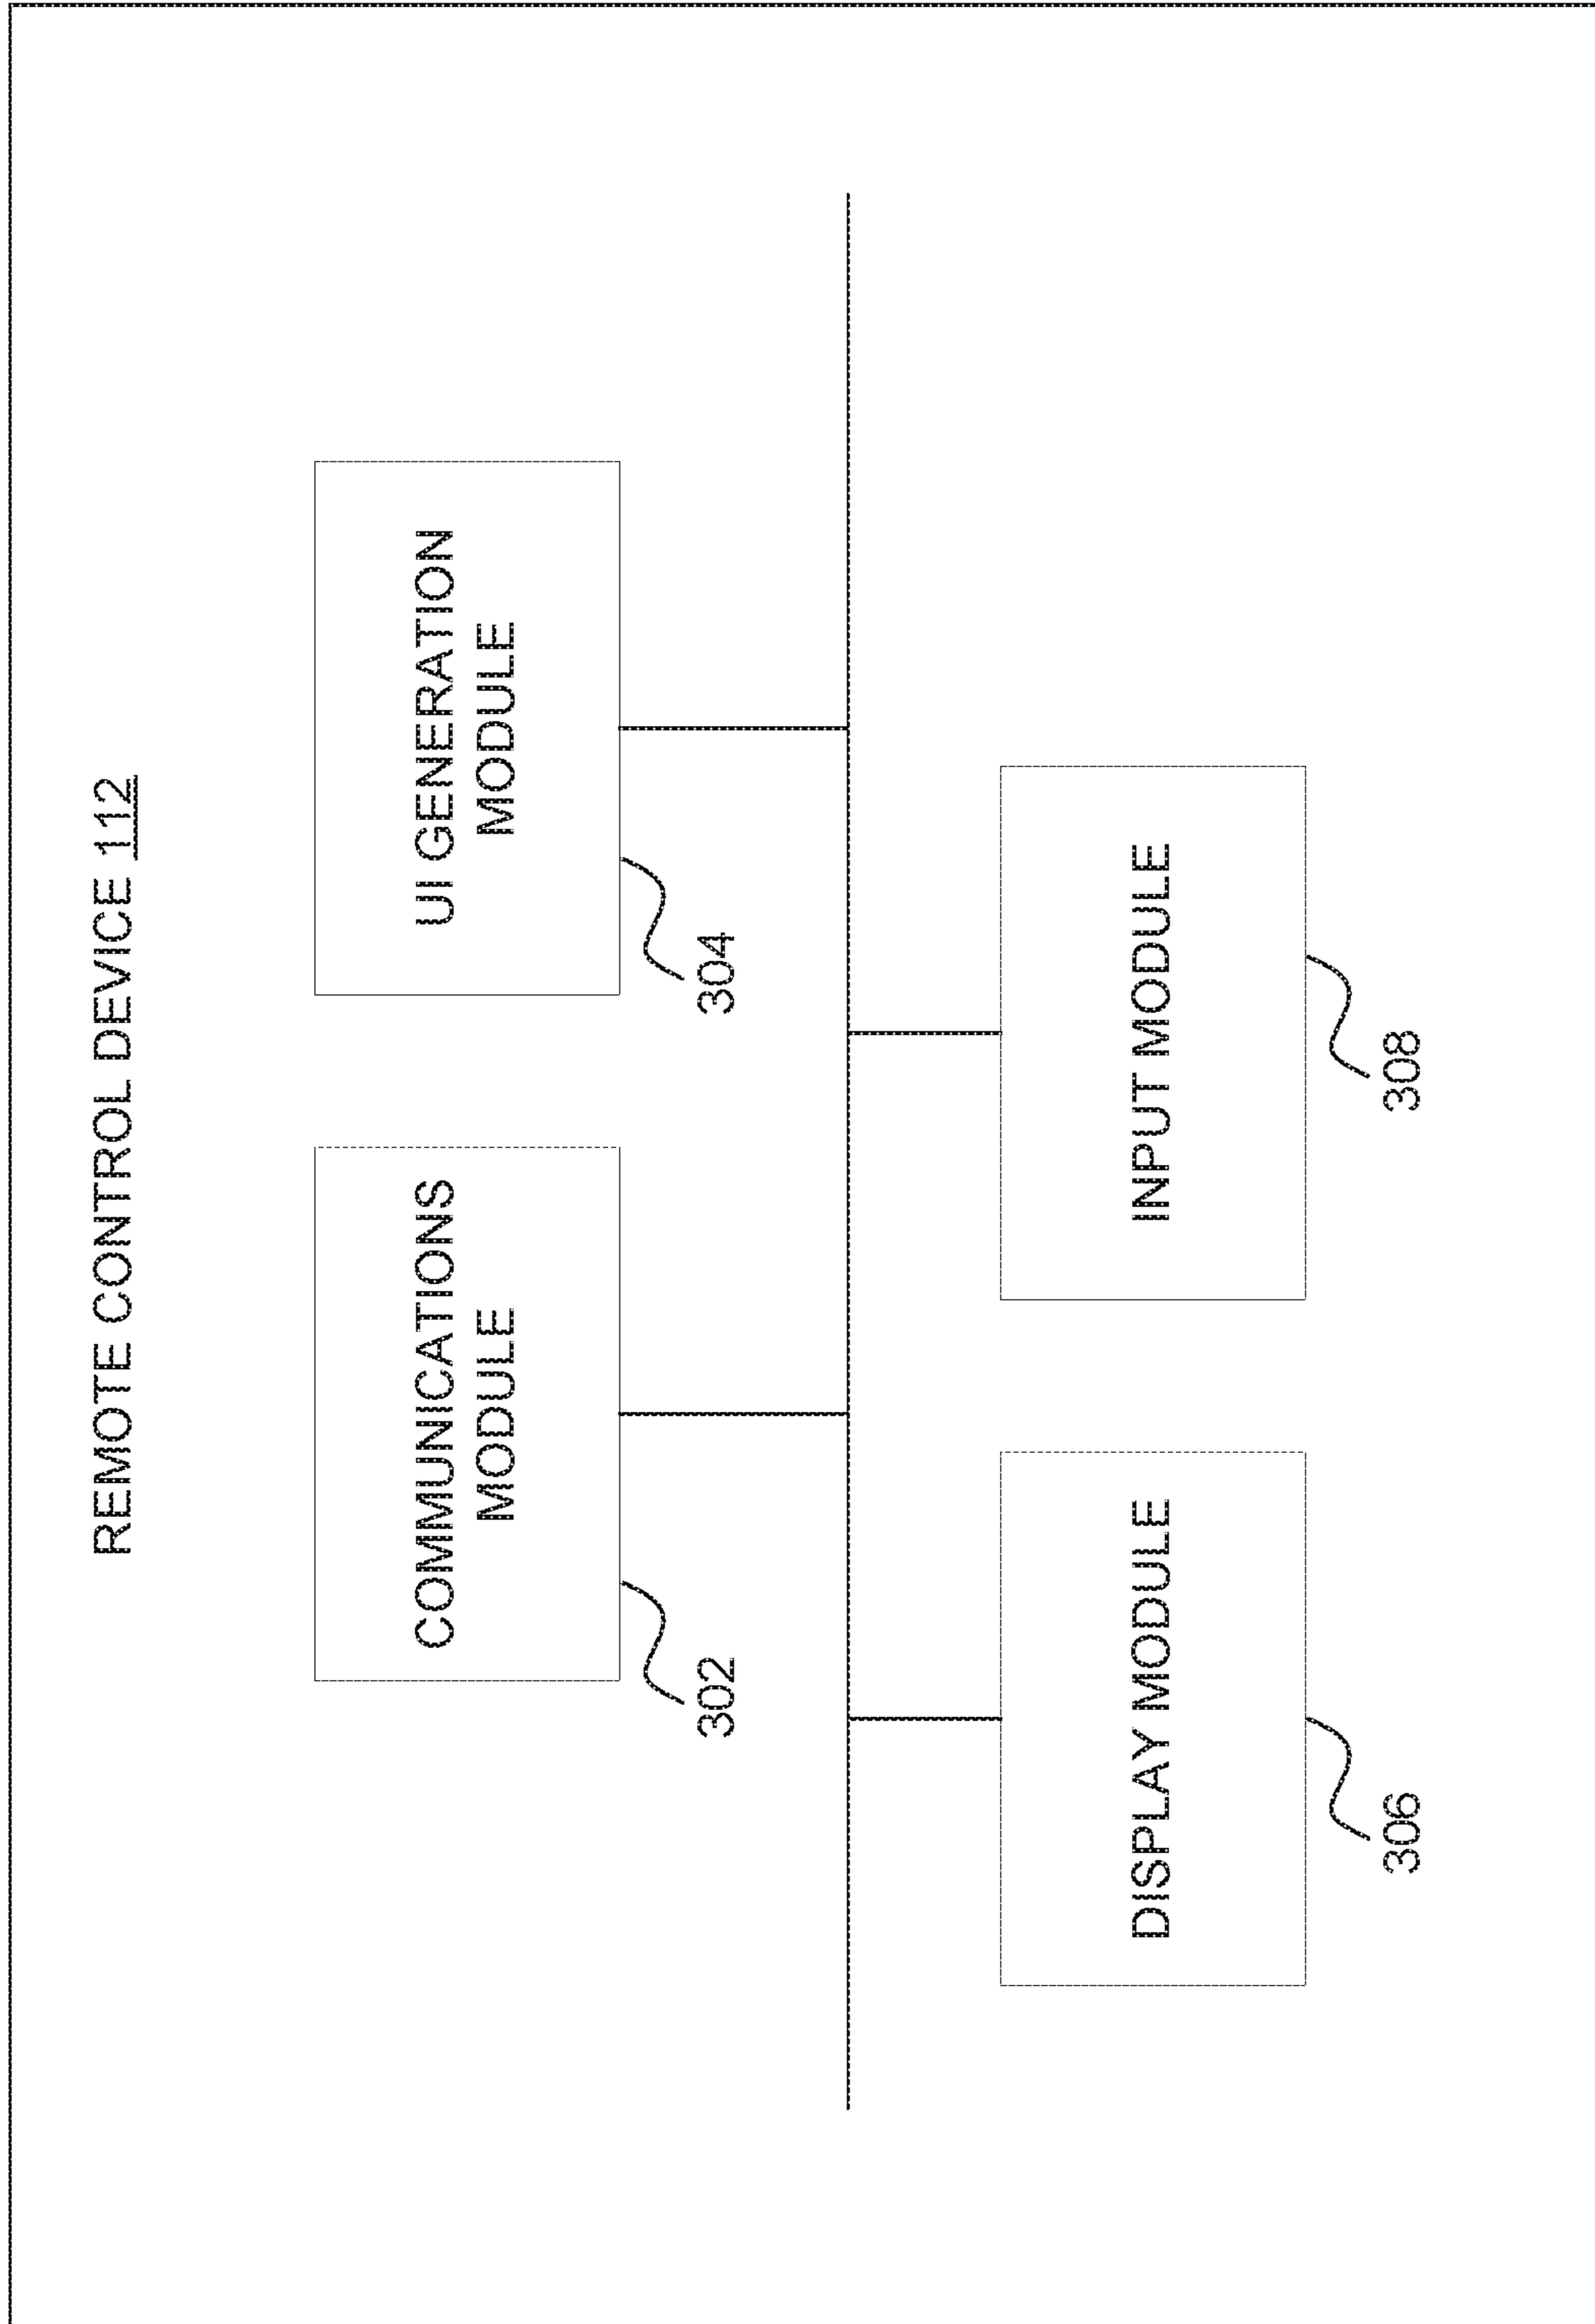 REMOTE CONTROL DEVICE 112
COMMUNICATIONS
MODULE
302
UI GENERATION
MODULE
304
DISPLAY MODULE
306
INPUT MODULE
308